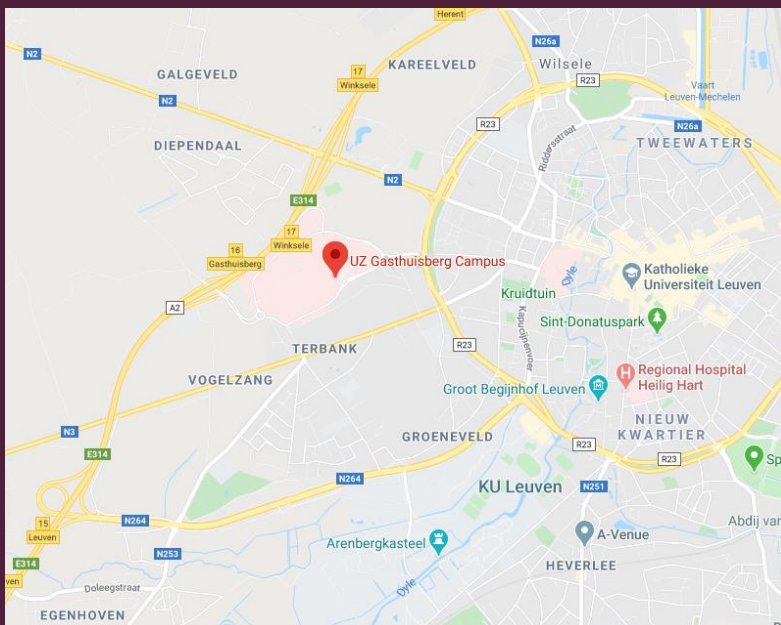 Herent
N2
17
Winksele
KAREELVELD
N26a
Wilsele
GALGEVELD
R23
Vaart
Leuven-Mechelen
N2
R23
N26a
Riddersstraat
TWEEWATERS
DIEPENDAAL
N2
E314
17
Winksele
16
Gasthuisberg
UZ Gasthuisberg Campus
Dyle
Katholieke
Universiteit Leuven
Kruidtuin
A2
Kapucijnenvoer
Sint-Donatuspark
TERBANK
R23
Regional Hospital
Heilig Hart
VOGELZANG
Groot Begijnhof Leuven
NIEUW
KWARTIER
N3
GROENEVELD
R23
E314
R23
Sp
N264
KU Leuven
N251
15
Leuven
N264
Abdij van
A-Venue
Arenbergkasteel
N253
E314
HEVERLEE
ven
Doleegstraat
Dyle
EGENHOVEN